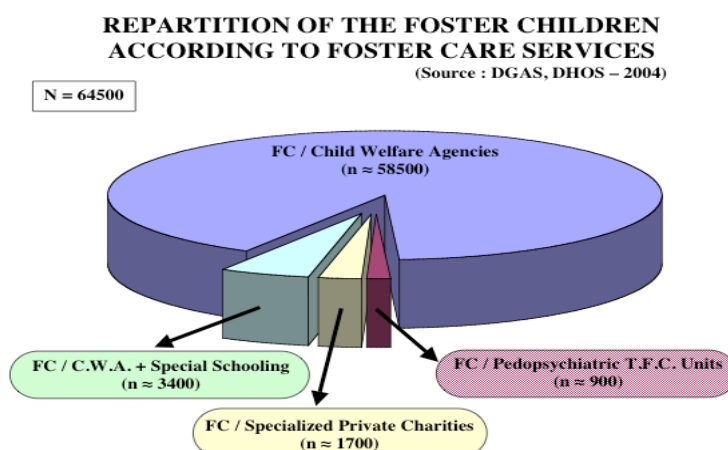 REPARTITION OF THE FOSTER CHILDREN
ACCORDING TO FOSTER CARE SERVICES
(Source : DGAS, DHOS – 2004)
N = 64500
FC / Child Welfare Agencies
(n ≈ 58500)
FC / C.W.A. + Special Schooling
(n ≈ 3400)
FC / Pedopsychiatric T.F.C. Units
(n ≈ 900)
FC / Specialized Private Charities
(n ≈ 1700)